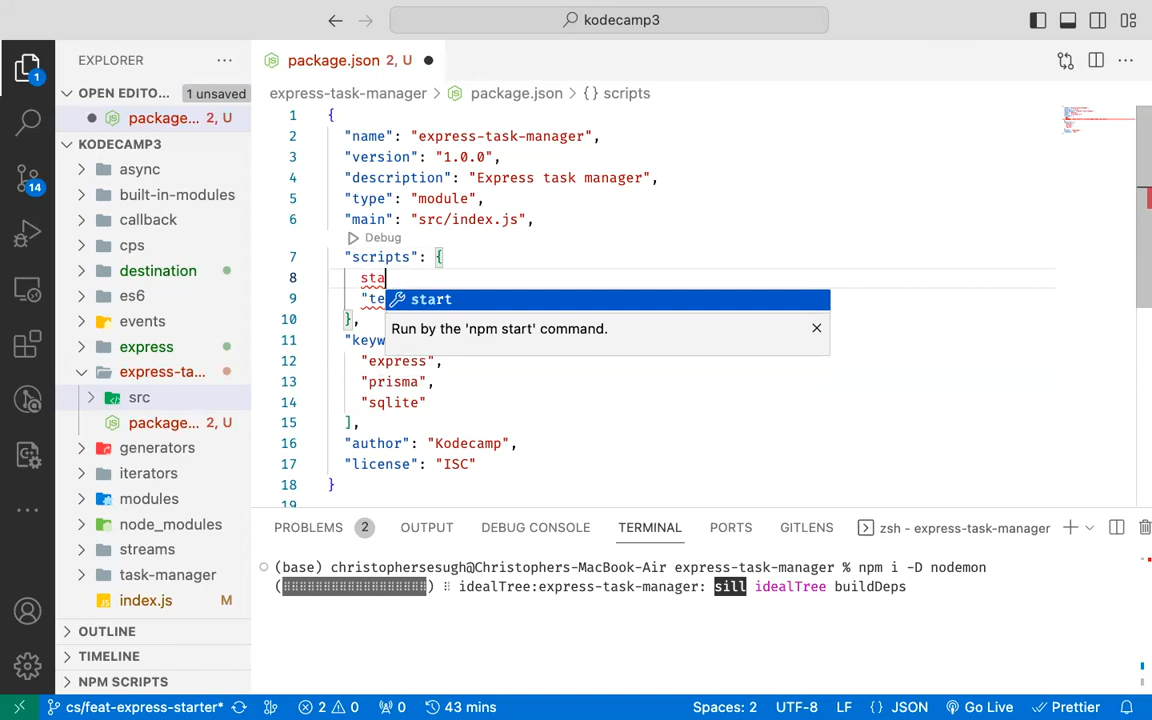 kodecamp3
EXPLORER
OPEN EDITO... 1 unsaved
package... 2, U
KODECAMP3
async
built-in-modules
callback
cps
destination
es6
events
express
express-ta...
src
package... 2, U
generators
iterators
modules
node_modules
streams
task-manager
index.js M
OUTLINE
TIMELINE
NPM SCRIPTS
1
14
package.json 2, U
express-task-manager > package.json > { } scripts
1 {
2 "name": "express-task-manager",
3 "version": "1.0.0",
4 "description": "Express task manager",
5 "type": "module",
6 "main": "src/index.js",
Debug
7 "scripts": {
8 sta
9 "te
start
Run by the 'npm start' command.
10 },
11 "keyw
12 "express",
13 "prisma",
14 "sqlite"
15 ],
16 "author": "Kodecamp",
17 "license": "ISC"
18 }
19
PROBLEMS 2 OUTPUT DEBUG CONSOLE TERMINAL PORTS GITLENS zsh - express-task-manager
(base) christophersesugh@Christophers-MacBook-Air express-task-manager % npm i -D nodemon
(⠿⠿⠿⠿⠿⠿⠿⠿⠿⠿⠿⠿⠿⠿⠿⠿⠿⠿) ⠸ idealTree:express-task-manager: sill idealTree buildDeps
cs/feat-express-starter* 2 0 0 43 mins Spaces: 2 UTF-8 LF { } JSON Go Live Prettier